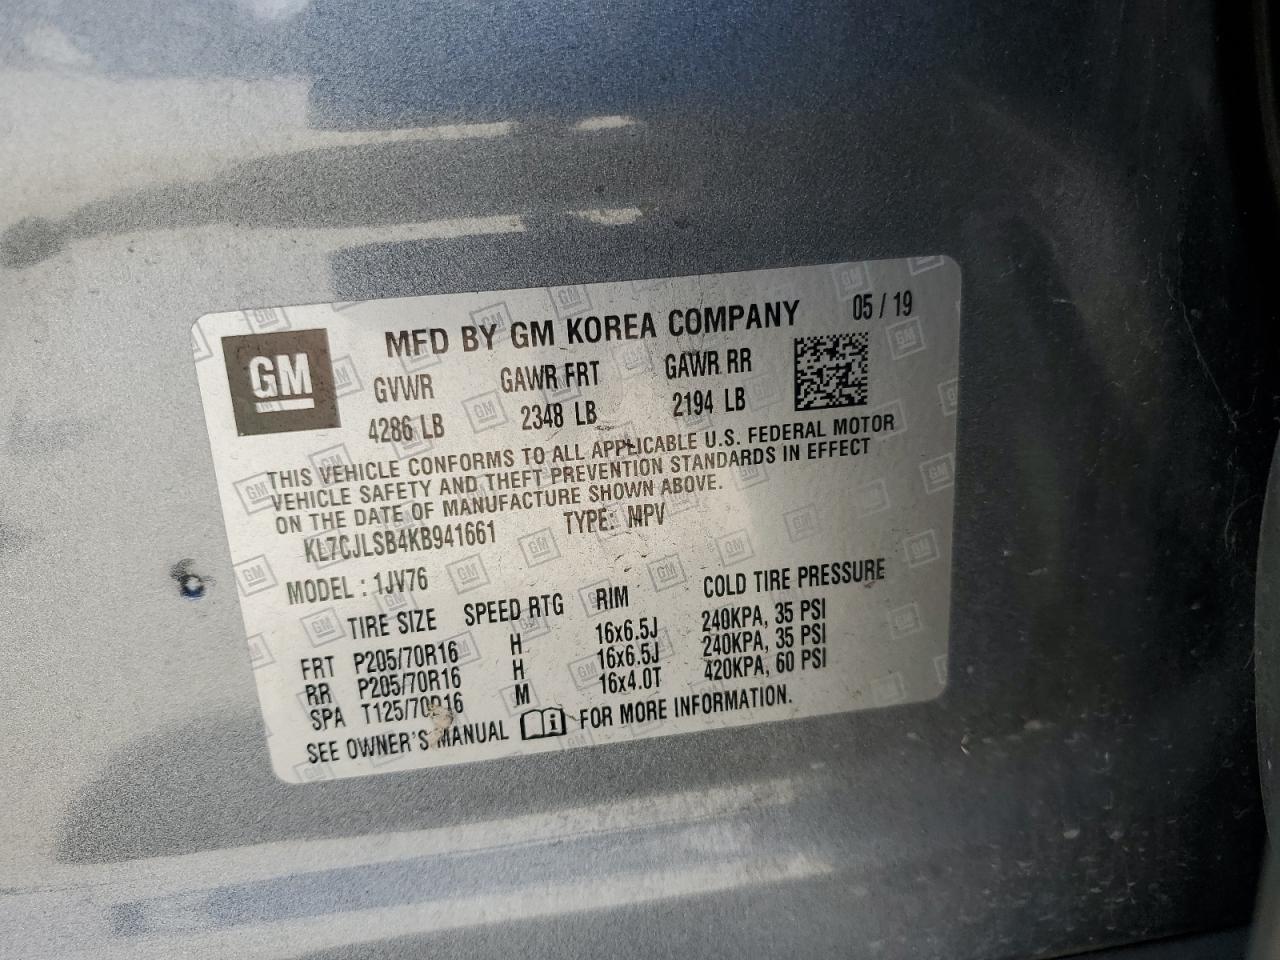 GM
MFD BY GM KOREA COMPANY 05 / 19
GVWR GAWR FRT GAWR RR
4286 LB 2348 LB 2194 LB
THIS VEHICLE CONFORMS TO ALL APPLICABLE U.S. FEDERAL MOTOR
VEHICLE SAFETY AND THEFT PREVENTION STANDARDS IN EFFECT
ON THE DATE OF MANUFACTURE SHOWN ABOVE.
KL7CJLSB4KB941661 TYPE: MPV
MODEL : 1JV76
TIRE SIZE SPEED RTG RIM COLD TIRE PRESSURE
FRT P205/70R16 H 16x6.5J 240KPA, 35 PSI
RR P205/70R16 H 16x6.5J 240KPA, 35 PSI
SPA T125/70R16 M 16x4.0T 420KPA, 60 PSI
SEE OWNER'S MANUAL FOR MORE INFORMATION.